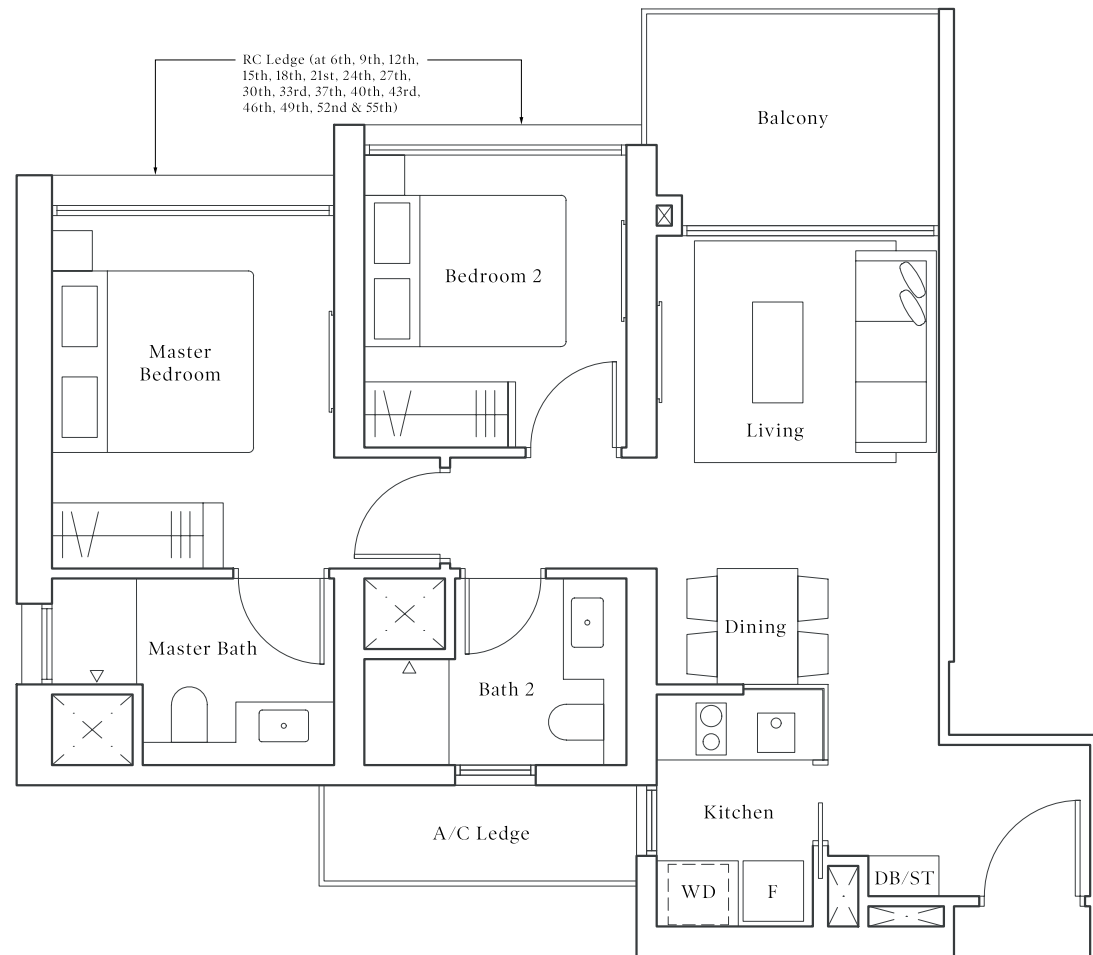 RC Ledge (at 6th, 9th, 12th,
15th, 18th, 21st, 24th, 27th,
30th, 33rd, 37th, 40th, 43rd,
46th, 49th, 52nd & 55th)
Balcony
Bedroom 2
Master
Bedroom
Living
Dining
Master Bath
Bath 2
Kitchen
A/C Ledge
WD
F
DB/ST